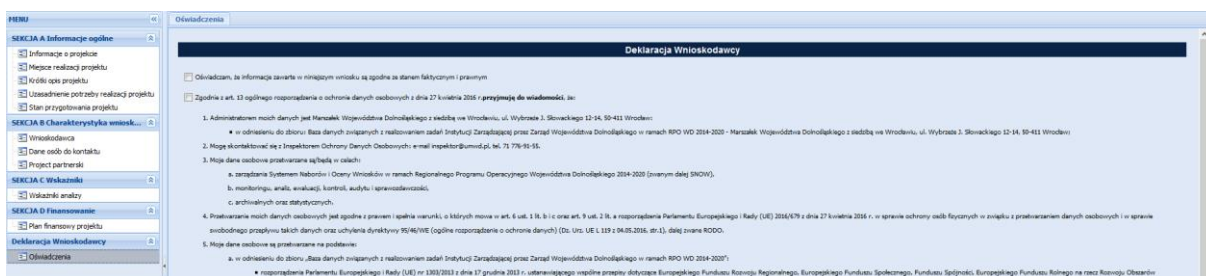 MENU
SEKCJA A Informacje ogólne
Informacje o projekcie
Miejsce realizacji projektu
Krótki opis projektu
Uzasadnienie potrzeby realizacji projektu
Stan przygotowania projektu
SEKCJA B Charakterystyka wniosk...
Wnioskodawca
Dane osób do kontaktu
Project partnerski
SEKCJA C Wskaźniki
Wskaźniki analizy
SEKCJA D Finansowanie
Plan finansowy projektu
Deklaracja Wnioskodawcy
Oświadczenia
Oświadczenia
Deklaracja Wnioskodawcy
Oświadczam, że informacje zawarte w niniejszym wniosku są zgodne ze stanem faktycznym i prawnym
Zgodnie z art. 13 ogólnego rozporządzenia o ochronie danych osobowych z dnia 27 kwietnia 2016 r.przyjmuję do wiadomości, że:
1. Administratorem moich danych jest Marszałek Województwa Dolnośląskiego z siedzibą we Wrocławiu, ul. Wybrzeże J. Słowackiego 12-14, 50-411 Wrocław:
• w odniesieniu do zbioru: Baza danych związanych z realizowaniem zadań Instytucji Zarządzającej przez Zarząd Województwa Dolnośląskiego w ramach RPO WD 2014-2020 - Marszałek Województwa Dolnośląskiego z siedzibą we Wrocławiu, ul. Wybrzeże J. Słowackiego 12-14, 50-411 Wrocław;
2. Mogę skontaktować się z Inspektorem Ochrony Danych Osobowych: e-mail inspektor@umwd.pl, tel. 71 776-91-55.
3. Moje dane osobowe przetwarzane są/będą w celach:
a. zarządzania Systemem Naborów i Oceny Wniosków w ramach Regionalnego Programu Operacyjnego Województwa Dolnośląskiego 2014-2020 (zwanym dalej SNOW),
b. monitoringu, analiz, ewaluacji, kontroli, audytu i sprawozdawczości,
c. archiwalnych oraz statystycznych.
4. Przetwarzanie moich danych osobowych jest zgodne z prawem i spełnia warunki, o których mowa w art. 6 ust. 1 lit. b i c oraz art. 9 ust. 2 lit. a rozporządzenia Parlamentu Europejskiego i Rady (UE) 2016/679 z dnia 27 kwietnia 2016 r. w sprawie ochrony osób fizycznych w związku z przetwarzaniem danych osobowych i w sprawie
swobodnego przepływu takich danych oraz uchylenia dyrektywy 95/46/WE (ogólne rozporządzenie o ochronie danych) (Dz. Urz. UE L 119 z 04.05.2016, str.1), dalej zwane RODO.
5. Moje dane osobowe są przetwarzane na podstawie:
a. w odniesieniu do zbioru „Baza danych związanych z realizowaniem zadań Instytucji Zarządzającej przez Zarząd Województwa Dolnośląskiego w ramach RPO WD 2014-2020":
• rozporządzenia Parlamentu Europejskiego i Rady (UE) nr 1303/2013 z dnia 17 grudnia 2013 r. ustanawiającego wspólne przepisy dotyczące Europejskiego Funduszu Rozwoju Regionalnego, Europejskiego Funduszu Społecznego, Funduszu Spójności, Europejskiego Funduszu Rolnego na rzecz Rozwoju Obszarów